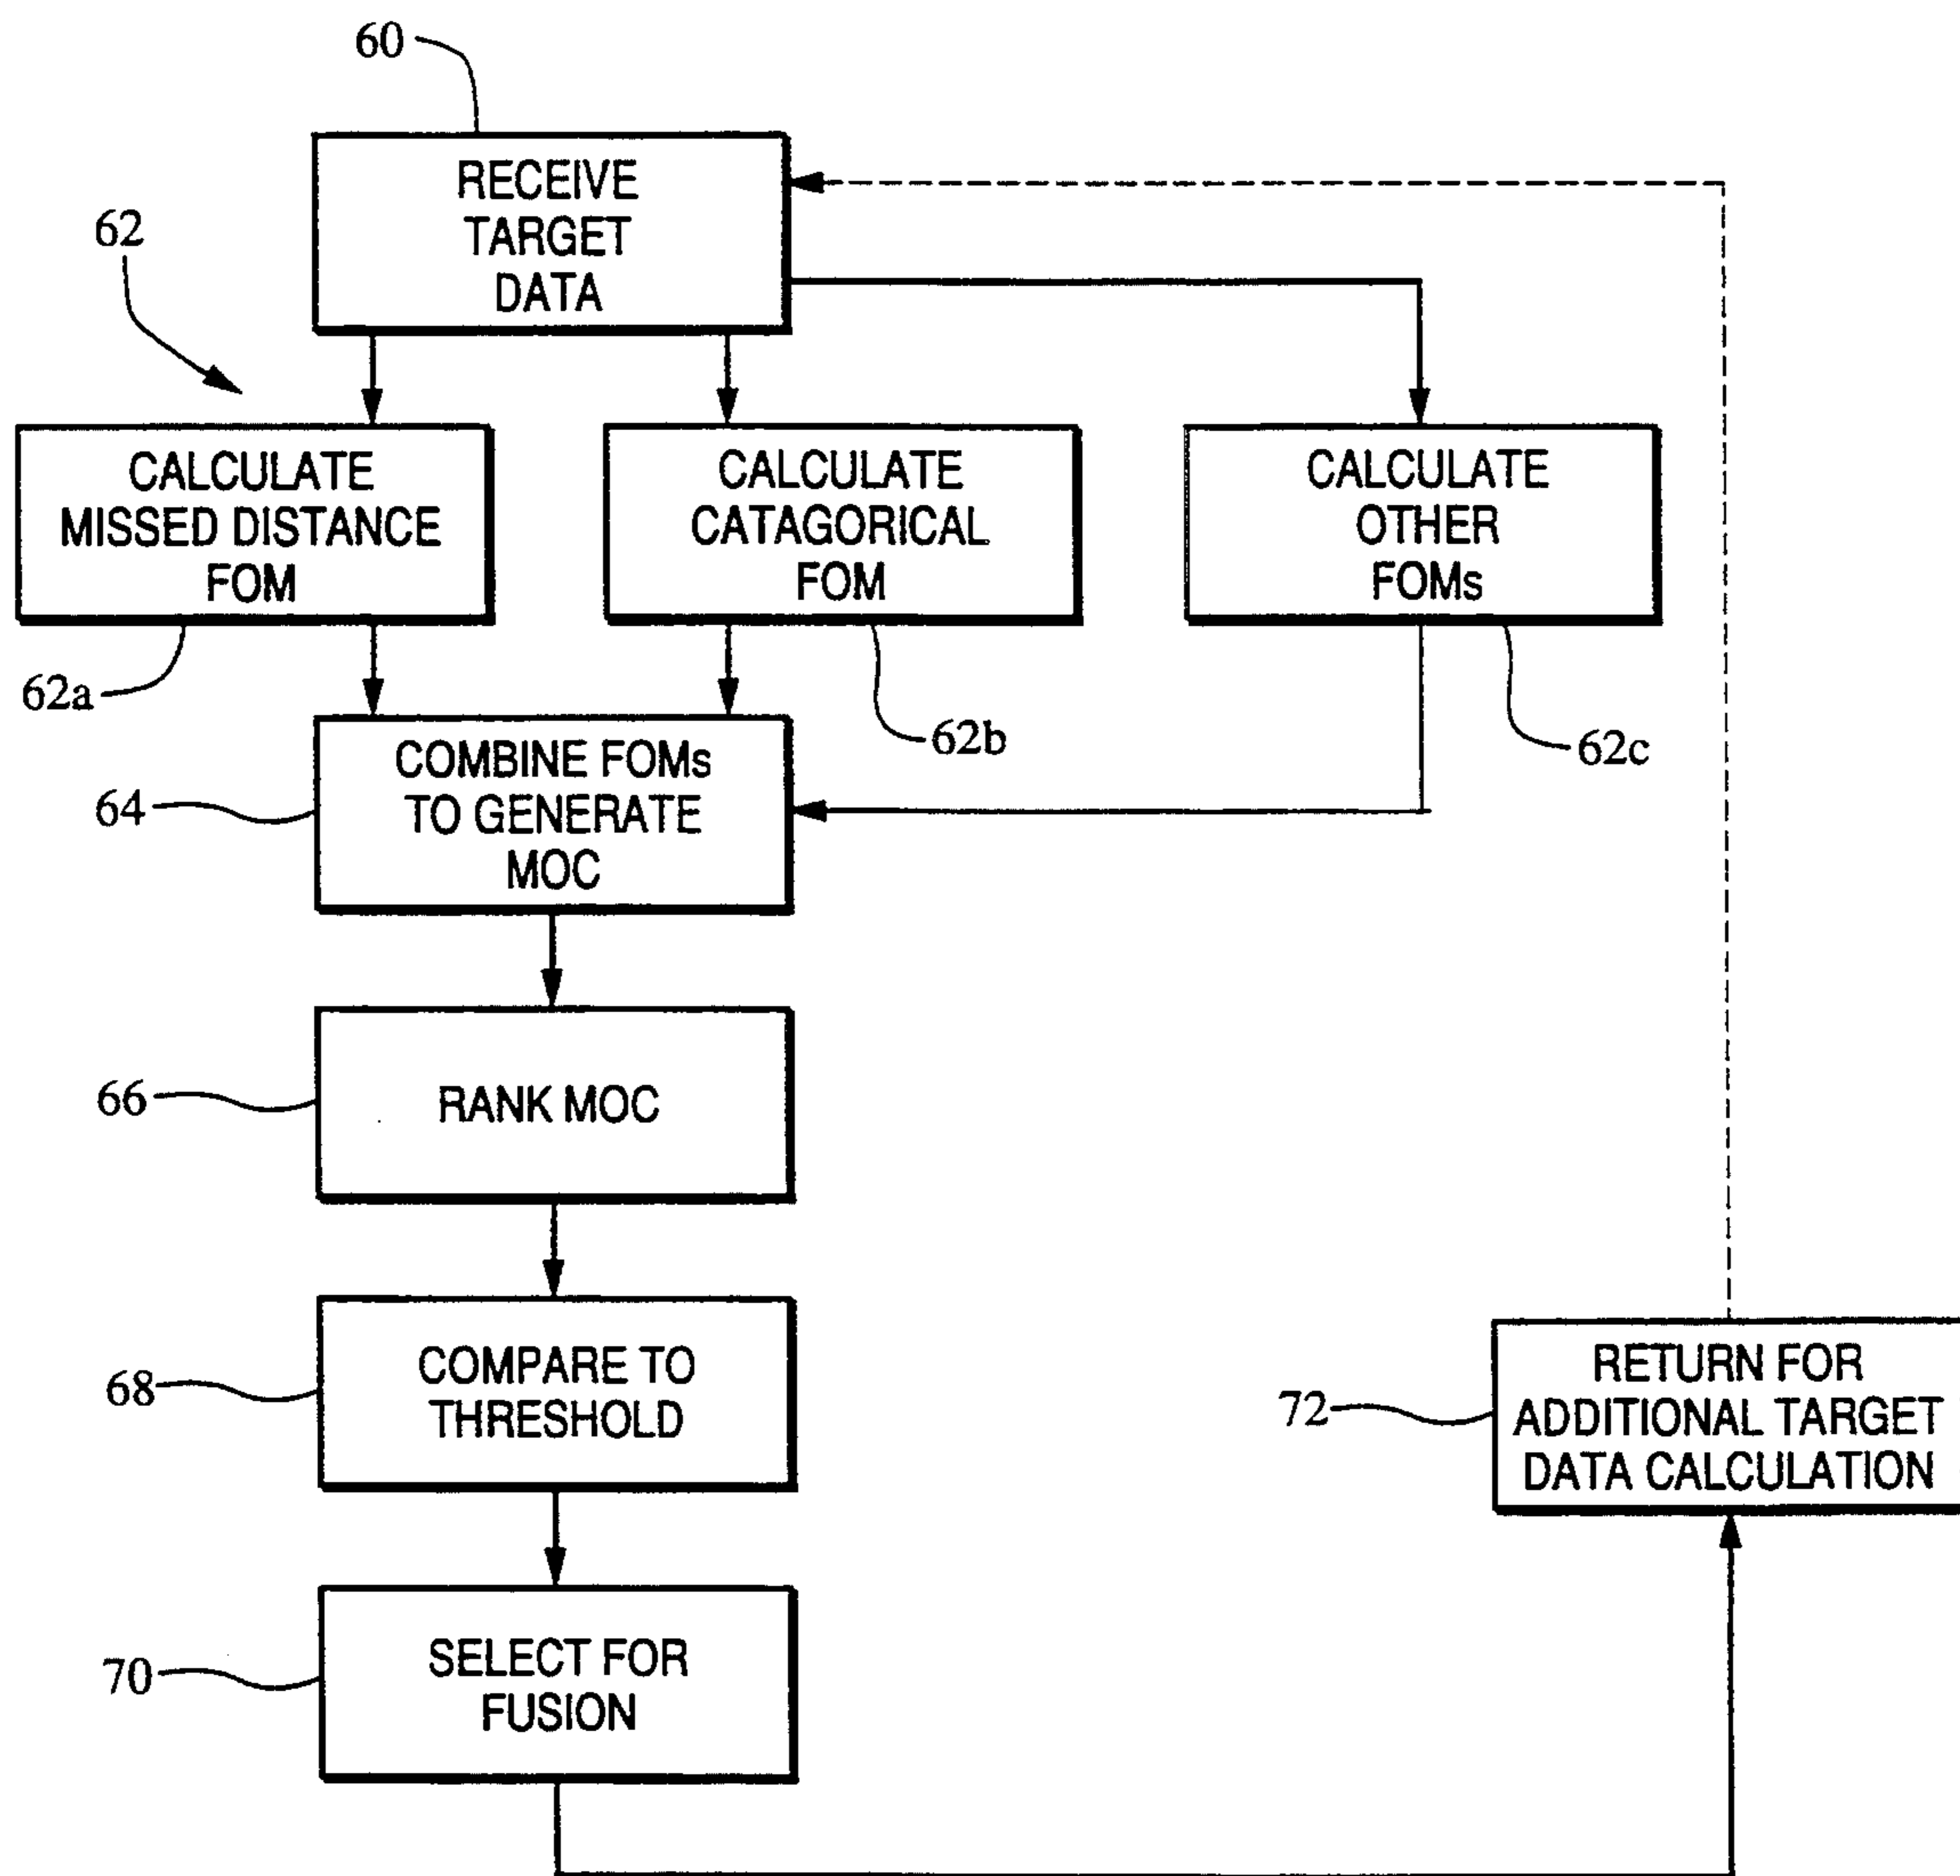 60
RECEIVE
TARGET
DATA
62
CALCULATE
MISSED DISTANCE
FOM
CALCULATE
CATAGORICAL
FOM
CALCULATE
OTHER
FOMs
62a
62b
62c
COMBINE FOMs
TO GENERATE
MOC
64
RANK MOC
66
COMPARE TO
THRESHOLD
68
RETURN FOR
ADDITIONAL TARGET
DATA CALCULATION
72
SELECT FOR
FUSION
70